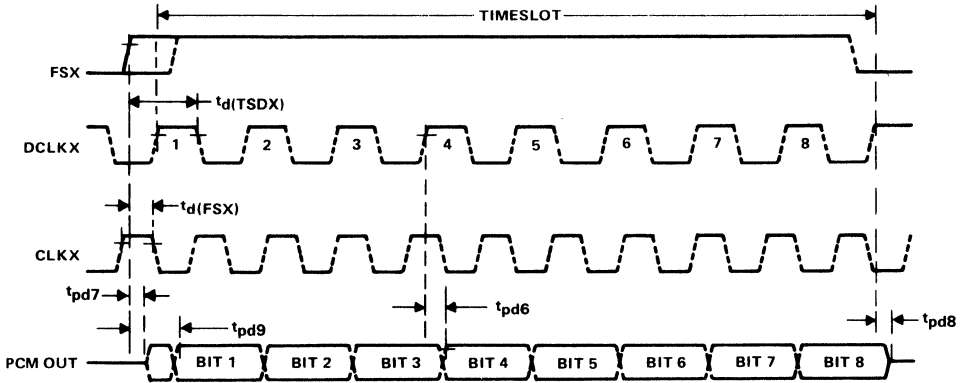 TIMESLOT
FSX
td(TSDX)
DCLKX
1 2 3 4 5 6 7 8
td(FSX)
CLKX
tpd7
tpd6
tpd9
tpd8
PCM OUT
BIT 1 BIT 2 BIT 3 BIT 4 BIT 5 BIT 6 BIT 7 BIT 8